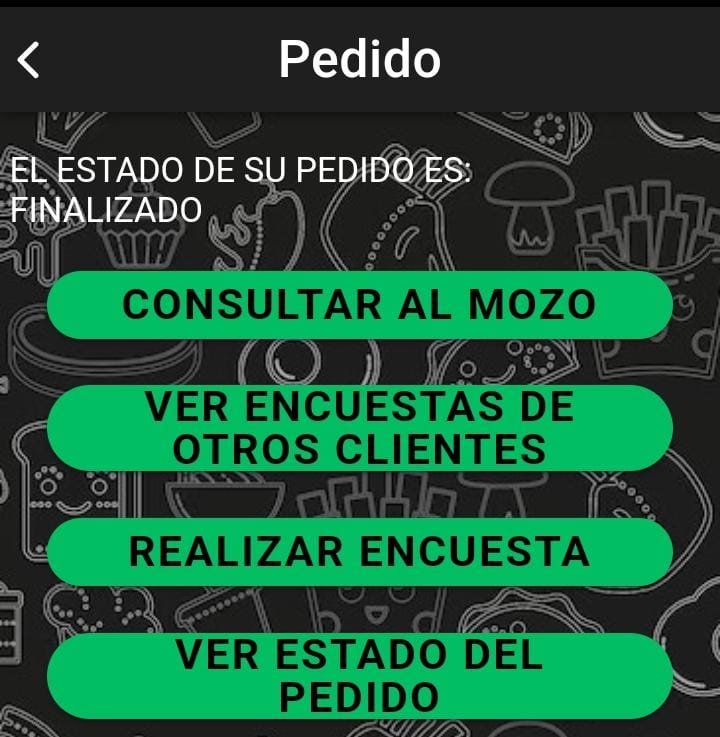 Pedido
EL ESTADO DE SU PEDIDO ES:
FINALIZADO
CONSULTAR AL MOZO
VER ENCUESTAS DE
OTROS CLIENTES
REALIZAR ENCUESTA
VER ESTADO DEL
PEDIDO